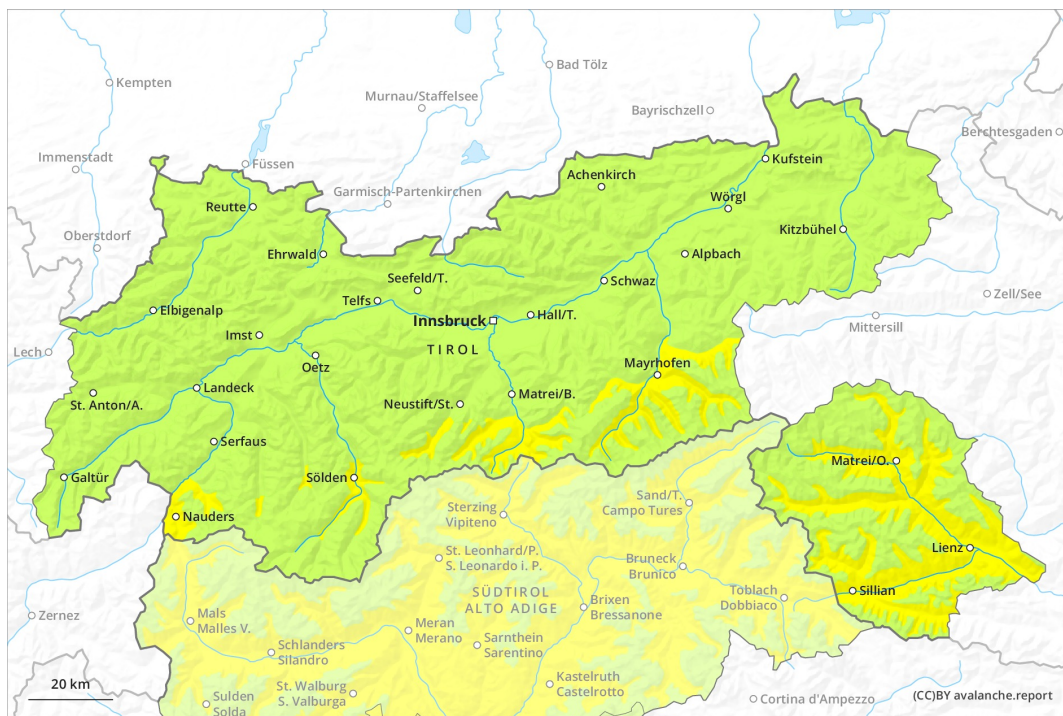 Kempten
Bad Tölz
Murnau/Staffelsee
Bayrischzell
Berchtesgaden
Immenstadt
Füssen
Kufstein
Achenkirch
Garmisch-Partenkirchen
Wörgl
Reutte
Oberstdorf
Kitzbühel
Ehrwald
Alpbach
Seefeld/T.
Schwaz
Telfs
Zell/See
Elbigenalp
Innsbruck
Hall/T.
Mittersill
Imst
TIROL
Lech
Oetz
Mayrhofen
Landeck
St. Anton/A.
Matrei/B.
Neustift/St.
Serfaus
Matrei/O.
Galtür
Sölden
Sand/T.
Campo Tures
Sterzing
Vipiteno
Nauders
Lienz
St. Leonhard/P.
S. Leonardo i. P.
Bruneck
Brunico
SÜDTIROL
ALTO ADIGE
Toblach
Dobbiaco
Sillian
Zernez
Mals
Malles V.
Brixen
Bressanone
Meran
Merano
Schlanders
Silandro
Sarnthein
Sarentino
20 km
St. Walburg
S. Valburga
Kastelruth
Castelrotto
Sulden
Solda
Cortina d'Ampezzo
(CC)BY avalanche.report